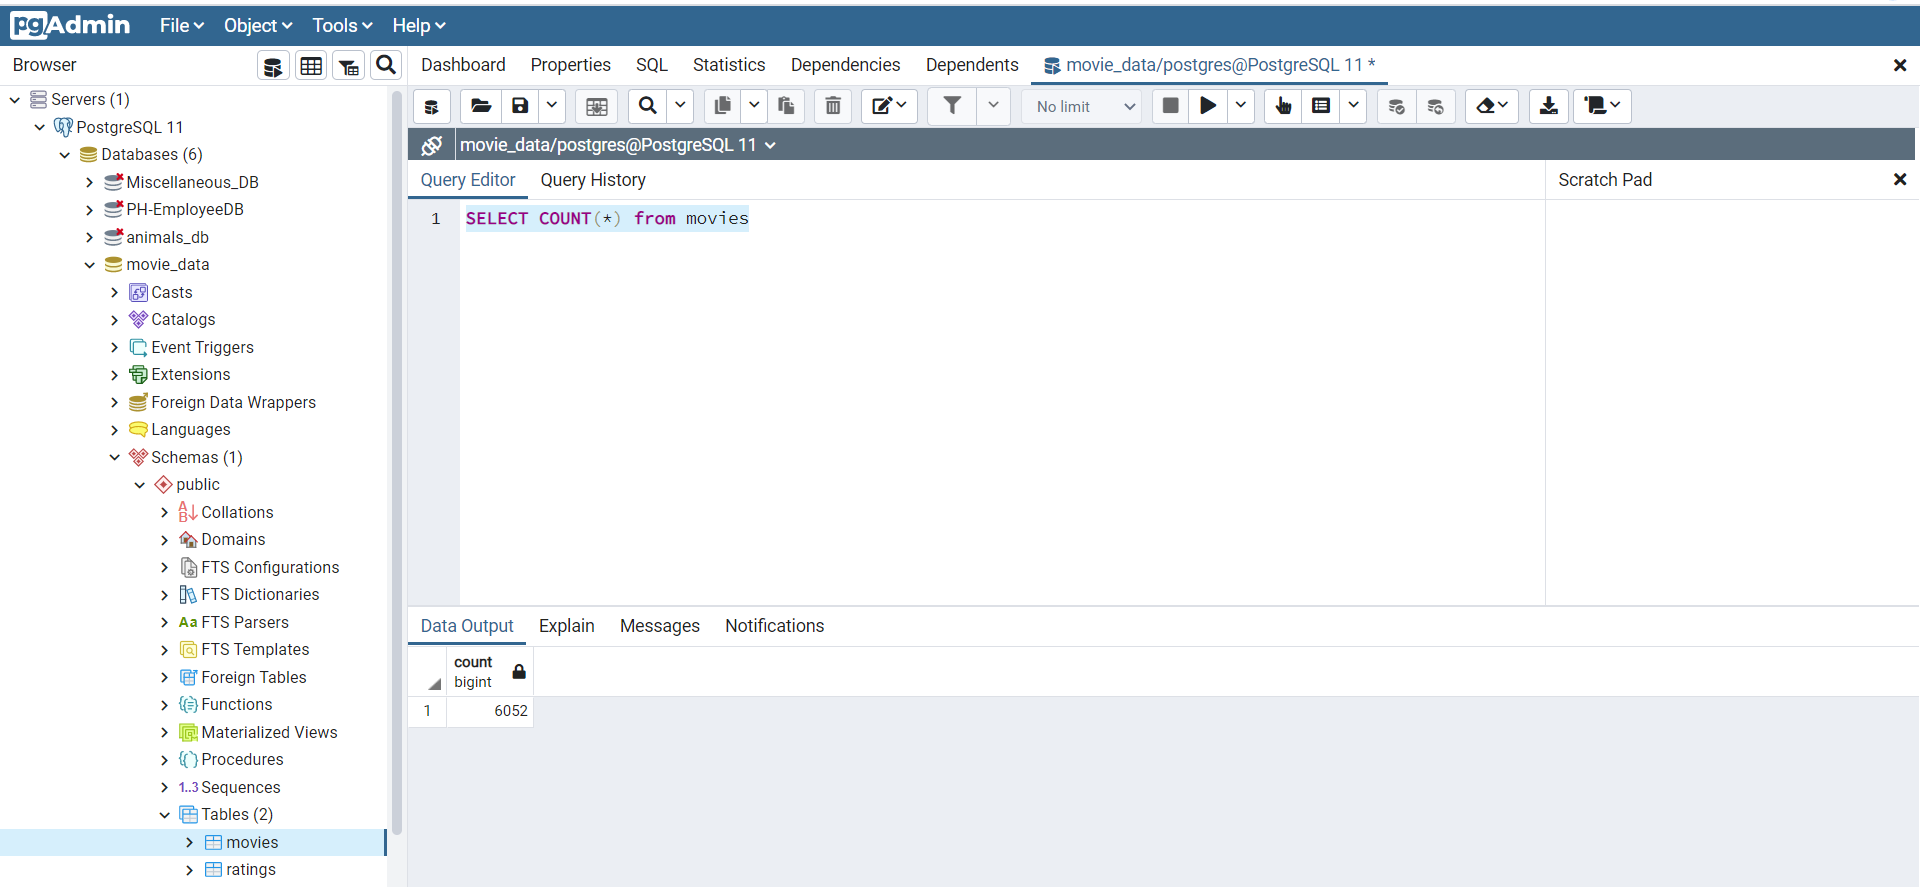 pgAdmin File Object Tools Help
Browser
Dashboard Properties SQL Statistics Dependencies Dependents movie_data/postgres@PostgreSQL 11 *
No limit
movie_data/postgres@PostgreSQL 11
Query Editor Query History
Scratch Pad
1 SELECT COUNT(*) from movies
Servers (1)
PostgreSQL 11
Databases (6)
Miscellaneous_DB
PH-EmployeeDB
animals_db
movie_data
Casts
Catalogs
Event Triggers
Extensions
Foreign Data Wrappers
Languages
Schemas (1)
public
Collations
Domains
FTS Configurations
FTS Dictionaries
Aa FTS Parsers
FTS Templates
Foreign Tables
Functions
Materialized Views
Procedures
1..3 Sequences
Tables (2)
movies
ratings
Data Output Explain Messages Notifications
count
bigint
1 6052